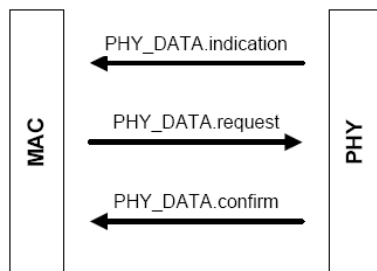 PHY_DATA.indication
MAC
PHY_DATA.request
PHY
PHY_DATA.confirm